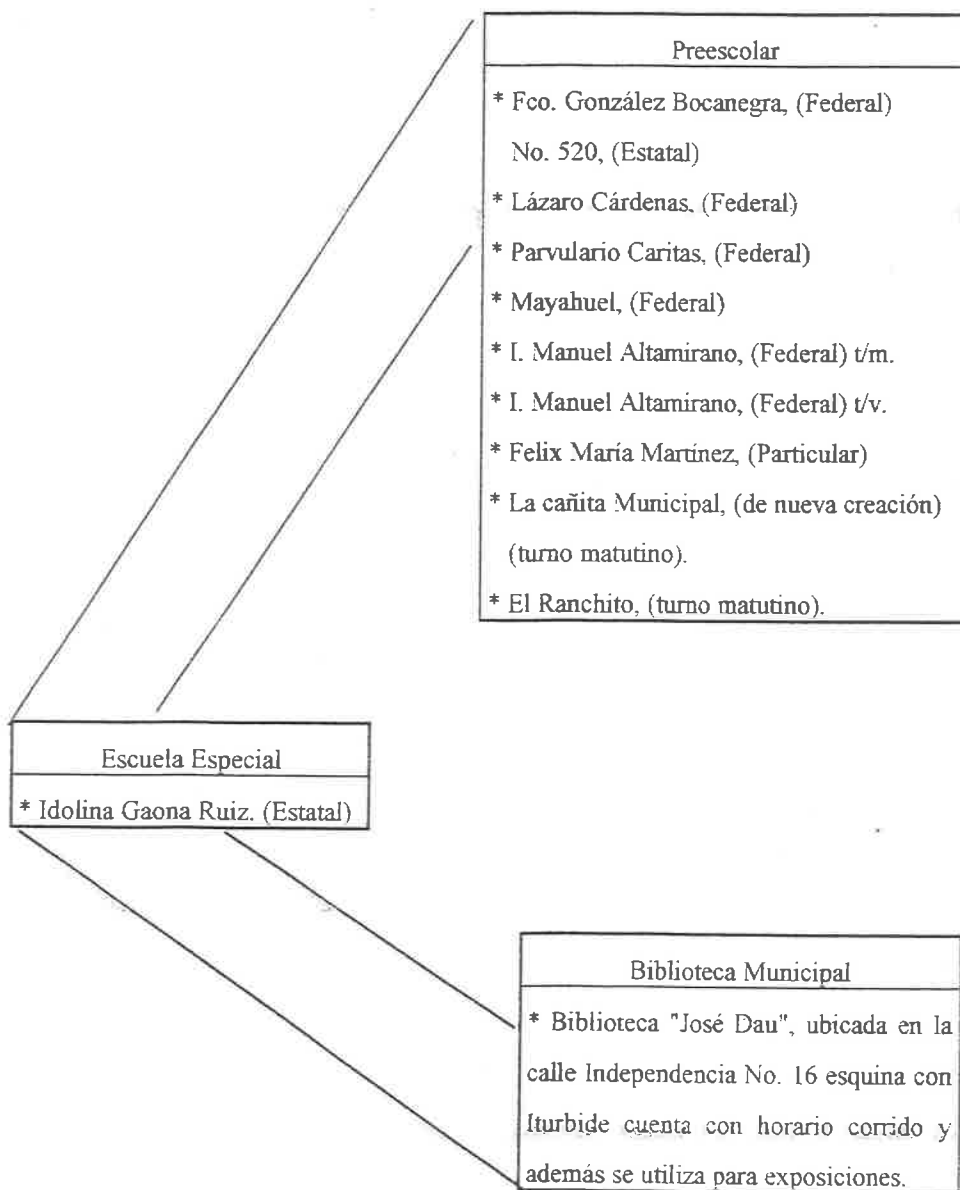 Preescolar
* Fco. González Bocanegra, (Federal)
No. 520, (Estatal)
* Lázaro Cárdenas, (Federal)
* Parvulario Caritas, (Federal)
* Mayahuel, (Federal)
* I. Manuel Altamirano, (Federal) t/m.
* I. Manuel Altamirano, (Federal) t/v.
* Felix María Martínez, (Particular)
* La cañita Municipal, (de nueva creación)
(turno matutino).
* El Ranchito, (turno matutino).
Escuela Especial
* Idolina Gaona Ruiz. (Estatal)
Biblioteca Municipal
* Biblioteca "José Dau", ubicada en la
calle Independencia No. 16 esquina con
Iturbide cuenta con horario corrido y
además se utiliza para exposiciones.